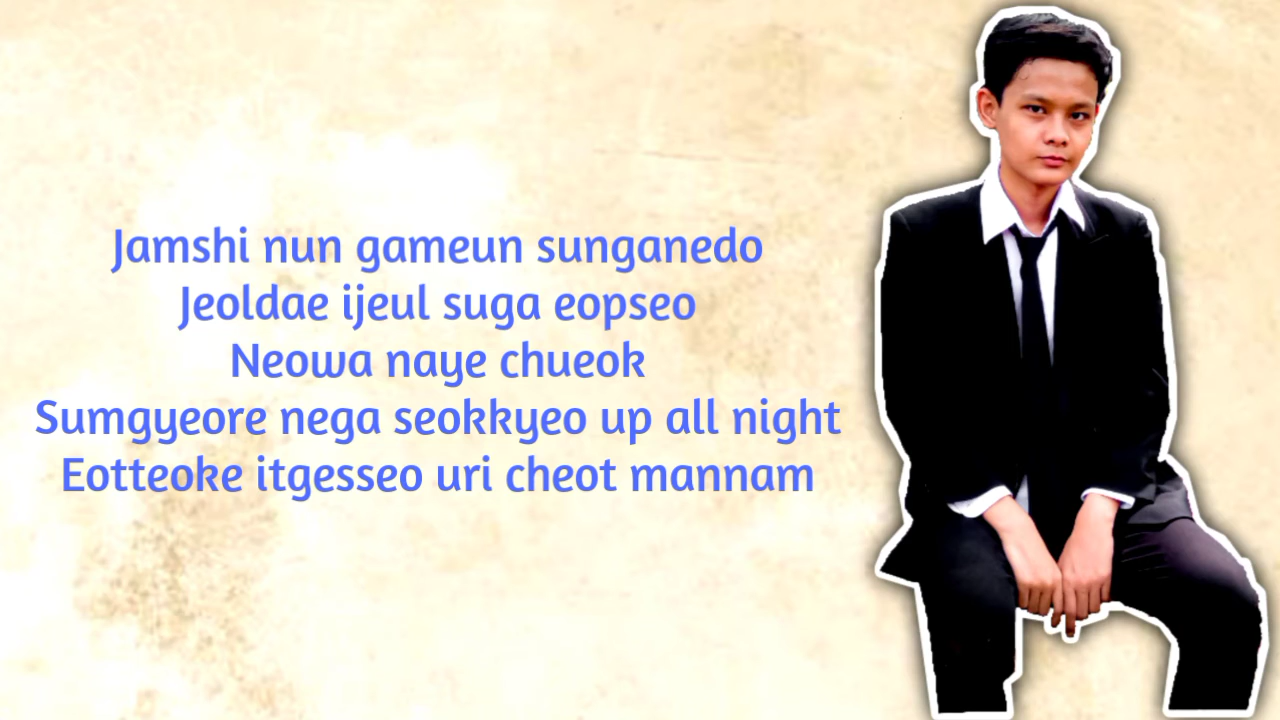 Jamshi nun gameun sunganedo
Jeoldae ijeul suga eopseo
Neowa naye chueok
Sumgyeore nega seokkyeo up all night
Eotteoke itgesseo uri cheot mannam